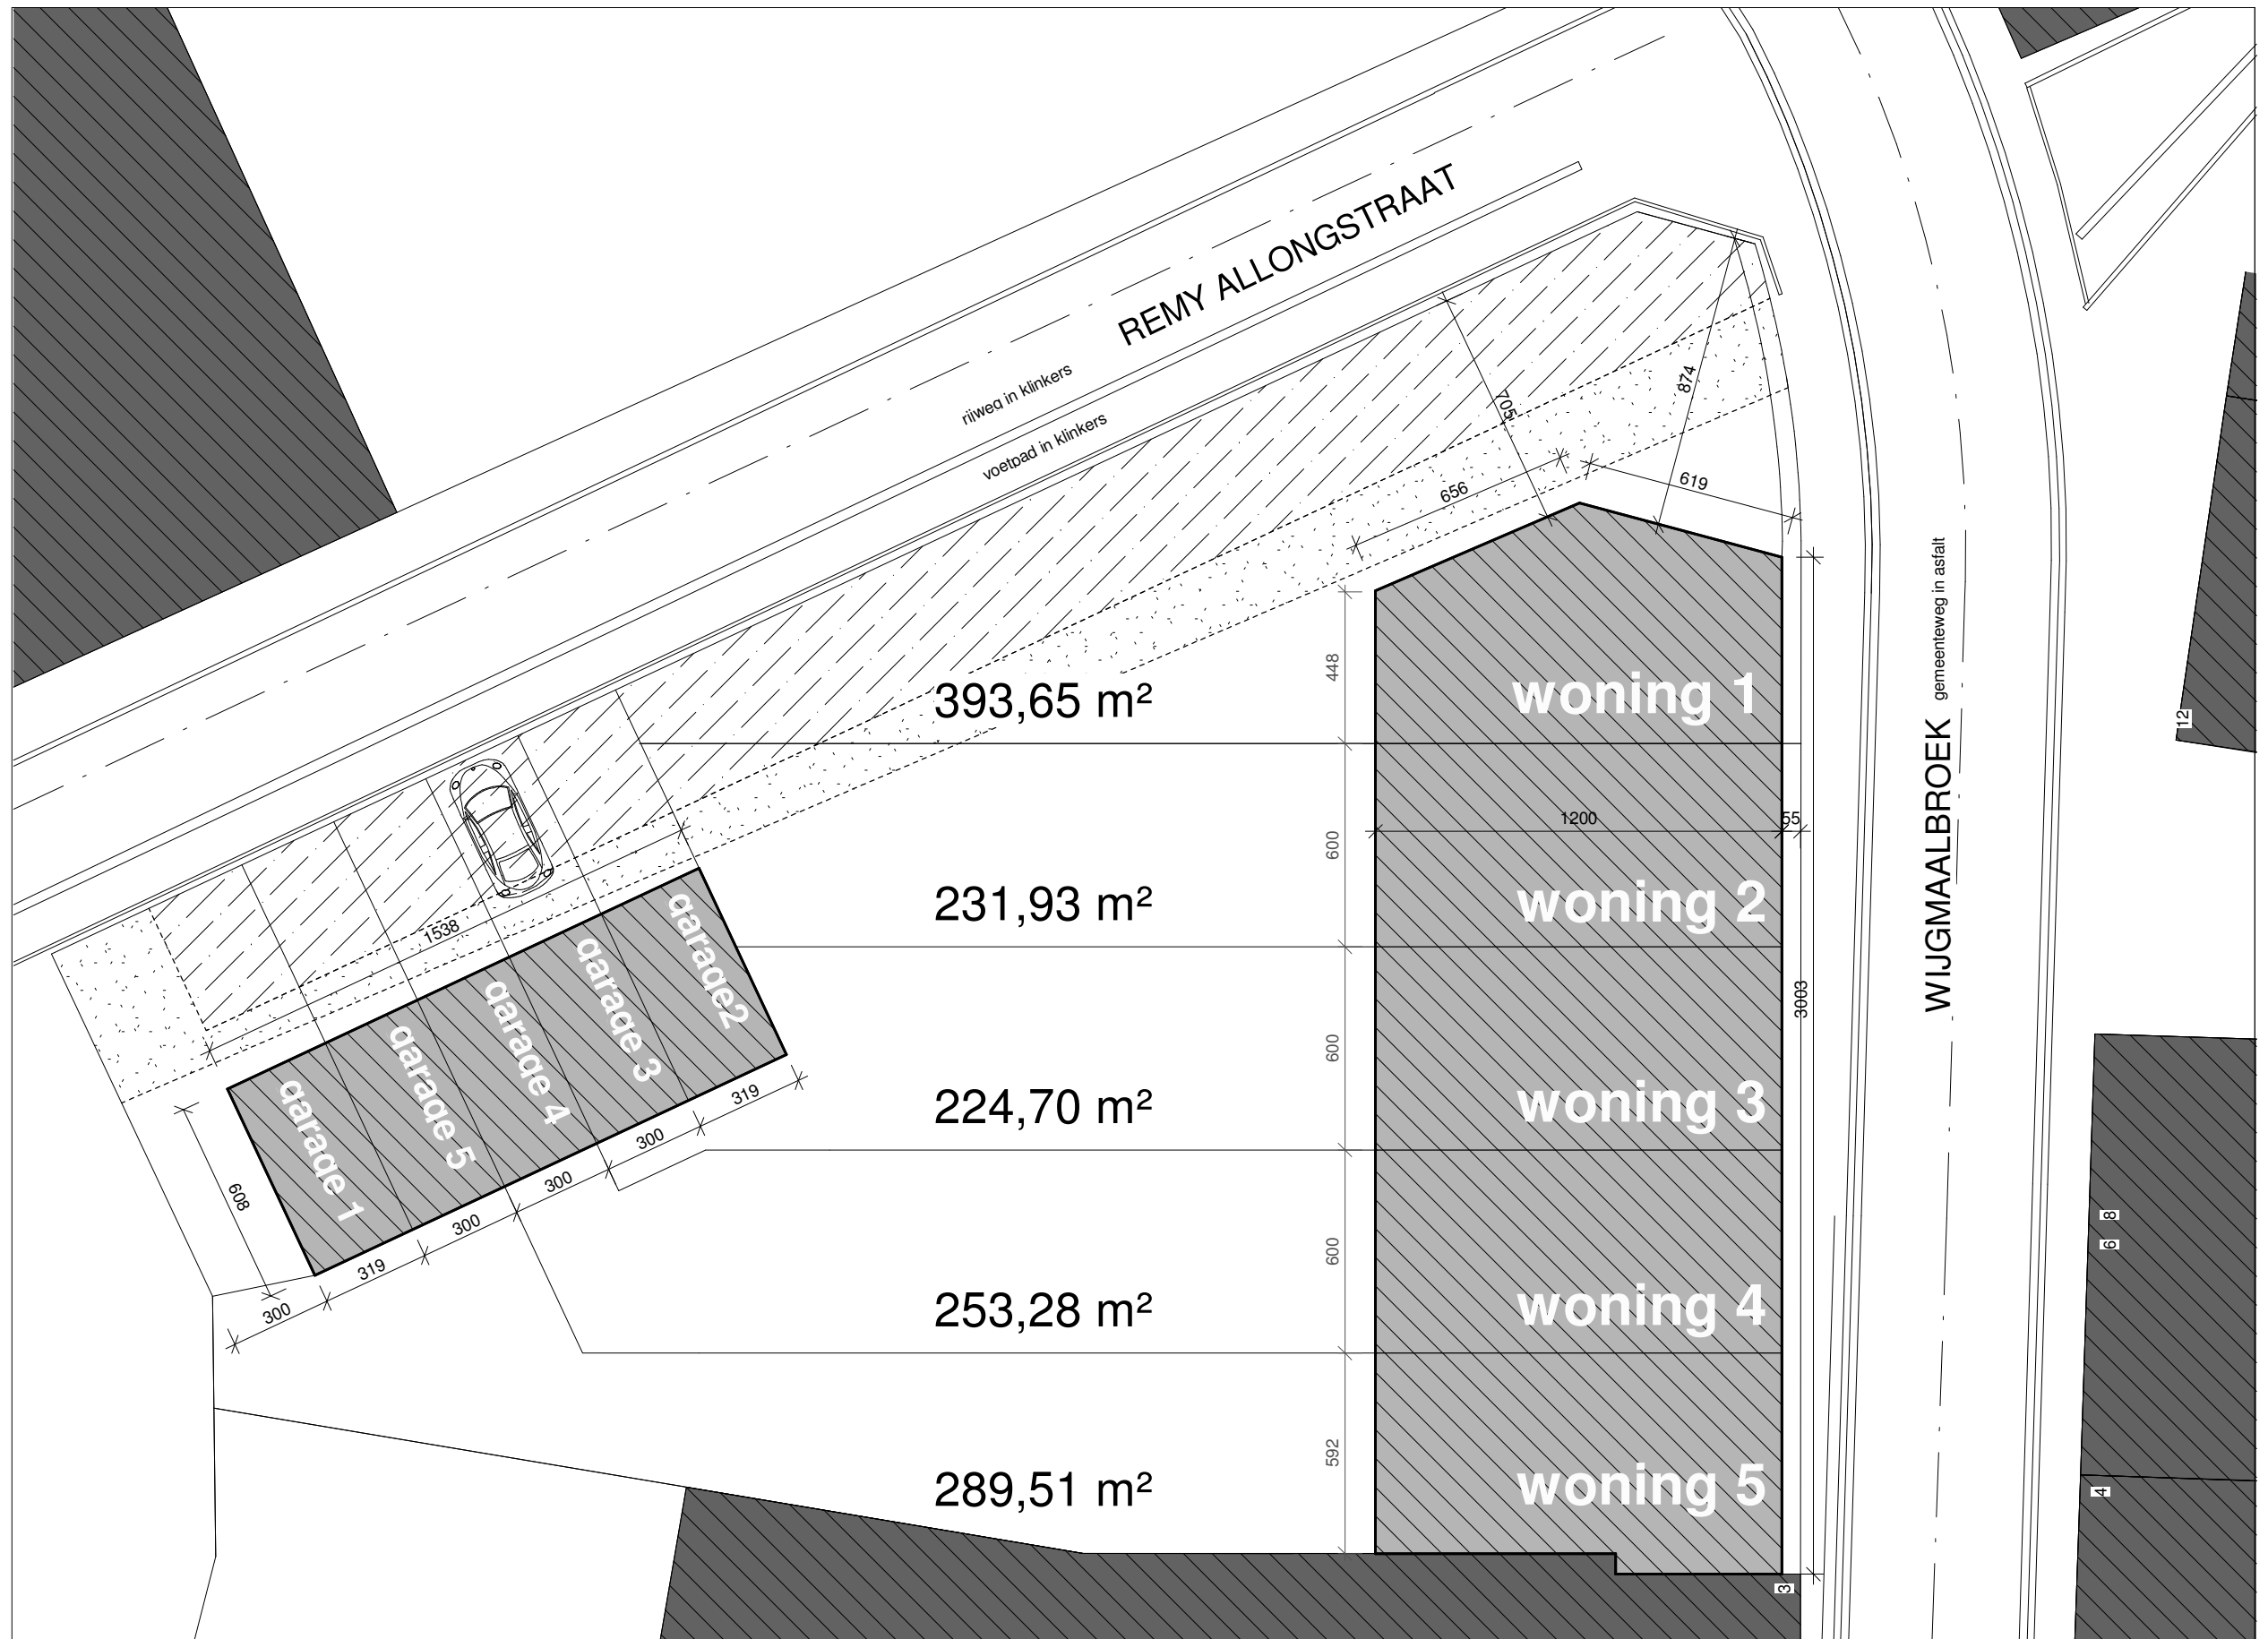 REMY ALLONGSTRAAT
rijweg in klinkers
voetpad in klinkers
705
874
656
619
448
393,65 m²
woning 1
WIJGMAALBROEK gemeenteweg in asfalt
12
1200
55
600
231,93 m²
woning 2
1538
garage2
garage 3
garage 4
garage 5
garage 1
3003
600
224,70 m²
woning 3
319
300
300
300
319
300
608
8
6
600
253,28 m²
woning 4
592
289,51 m²
woning 5
4
3